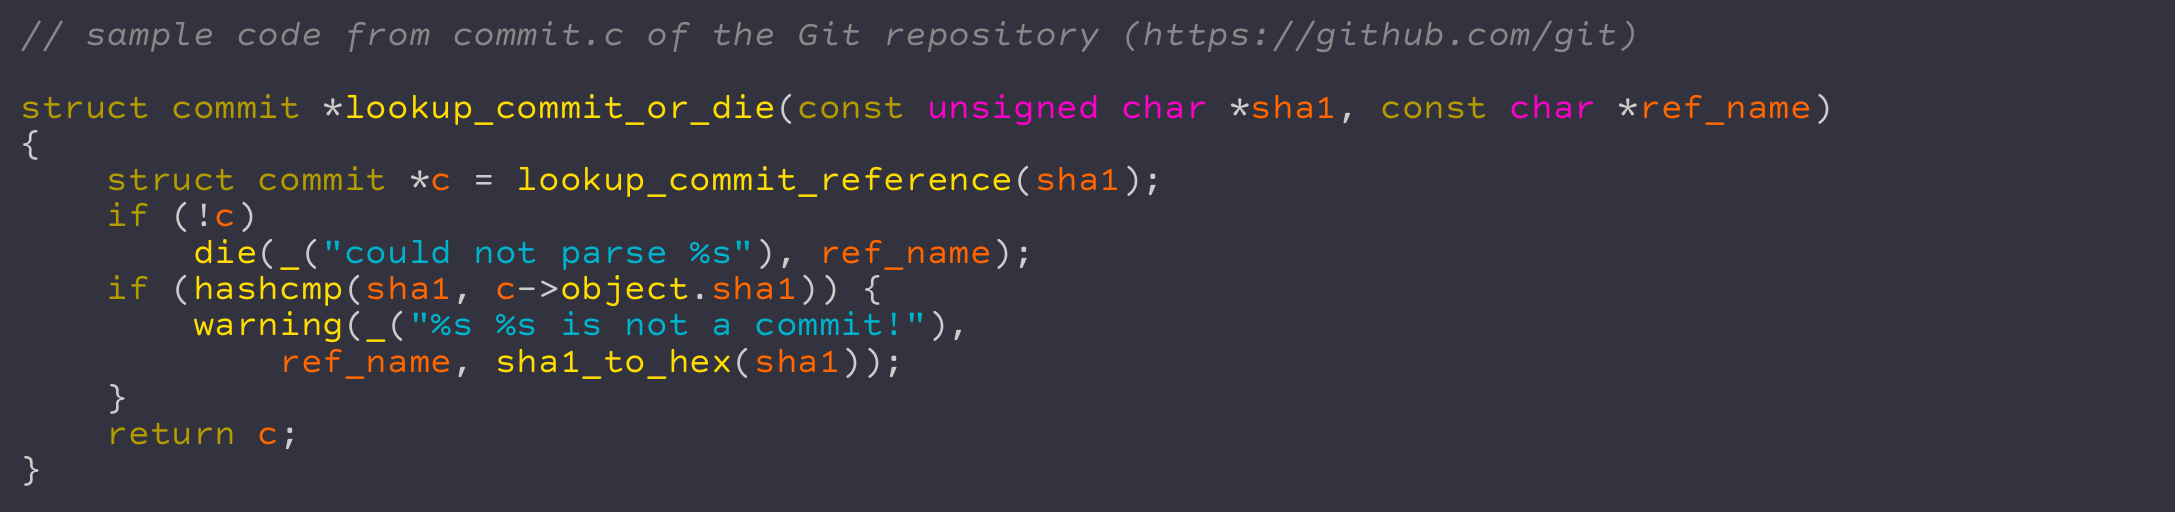 // sample code from commit.c of the Git repository (https://github.com/git)

struct commit *lookup_commit_or_die(const unsigned char *sha1, const char *ref_name)
{
    struct commit *c = lookup_commit_reference(sha1);
    if (!c)
        die(_("could not parse %s"), ref_name);
    if (hashcmp(sha1, c->object.sha1)) {
        warning(_("%s %s is not a commit!"),
            ref_name, sha1_to_hex(sha1));
    }
    return c;
}